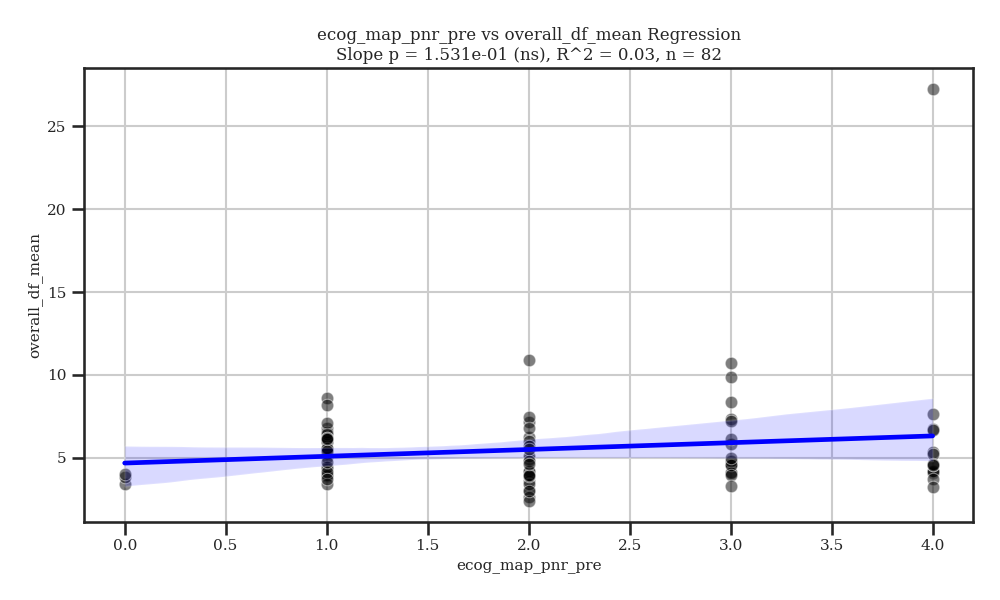 ecog_map_pnr_pre vs overall_df_mean Regression
Slope p = 1.531e-01 (ns), R^2 = 0.03, n = 82
overall_df_mean
25
20
15
10
5
0.0 0.5 1.0 1.5 2.0 2.5 3.0 3.5 4.0
ecog_map_pnr_pre